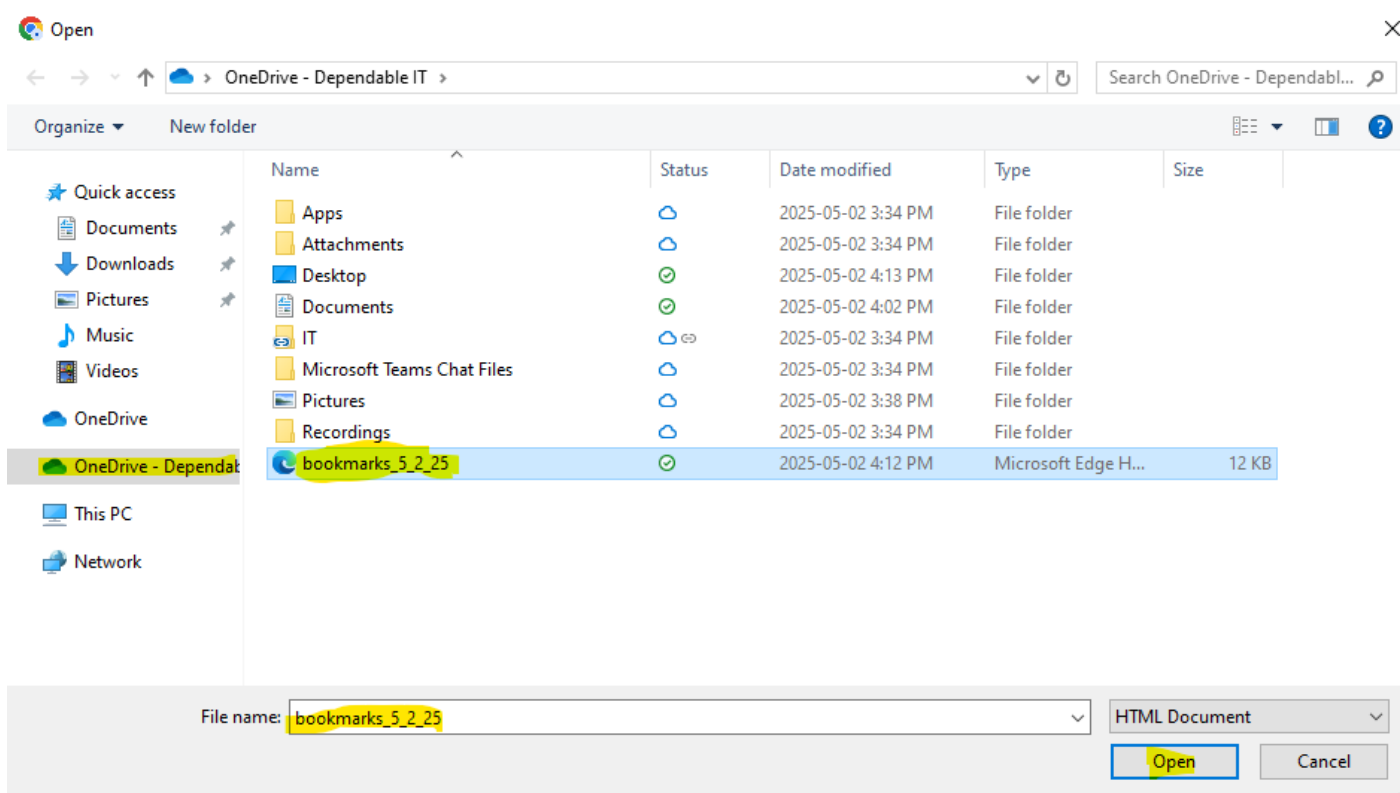 Open
OneDrive - Dependable IT
Search OneDrive - Dependabl...
Organize
New folder
Name Status Date modified Type Size
Quick access
Documents
Downloads
Pictures
Music
Videos
OneDrive
OneDrive - Dependab
This PC
Network
Apps 2025-05-02 3:34 PM File folder
Attachments 2025-05-02 3:34 PM File folder
Desktop 2025-05-02 4:13 PM File folder
Documents 2025-05-02 4:02 PM File folder
IT 2025-05-02 3:34 PM File folder
Microsoft Teams Chat Files 2025-05-02 3:34 PM File folder
Pictures 2025-05-02 3:38 PM File folder
Recordings 2025-05-02 3:34 PM File folder
bookmarks_5_2_25 2025-05-02 4:12 PM Microsoft Edge H... 12 KB
File name: bookmarks_5_2_25 HTML Document
Open Cancel